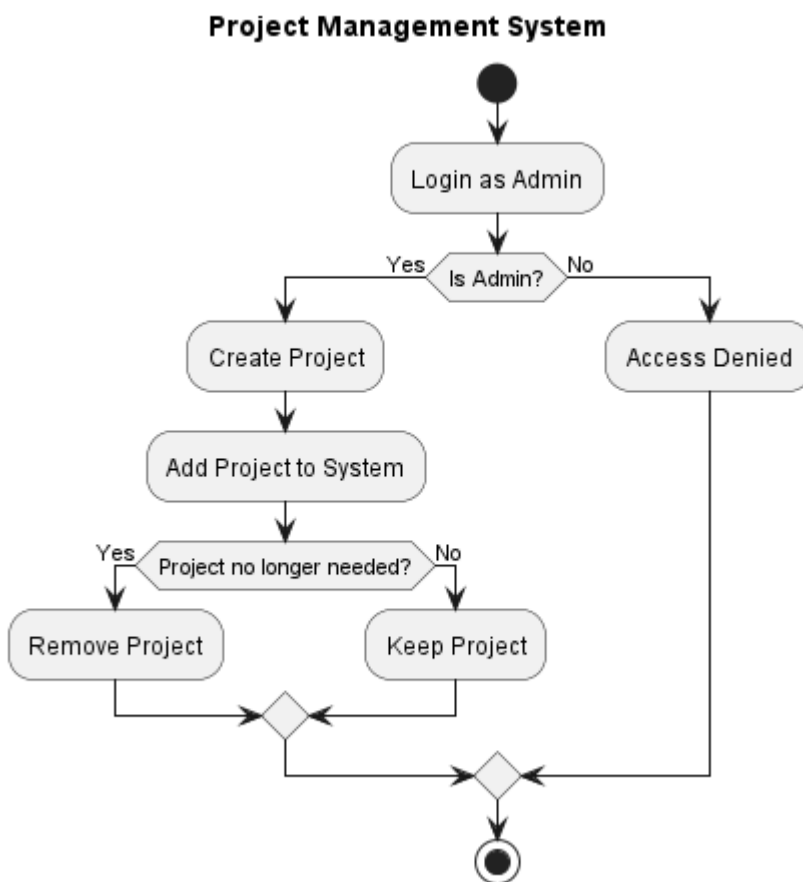 Project Management System
Login as Admin
Yes
Is Admin?
No
Create Project
Access Denied
Add Project to System
Yes
Project no longer needed?
No
Remove Project
Keep Project